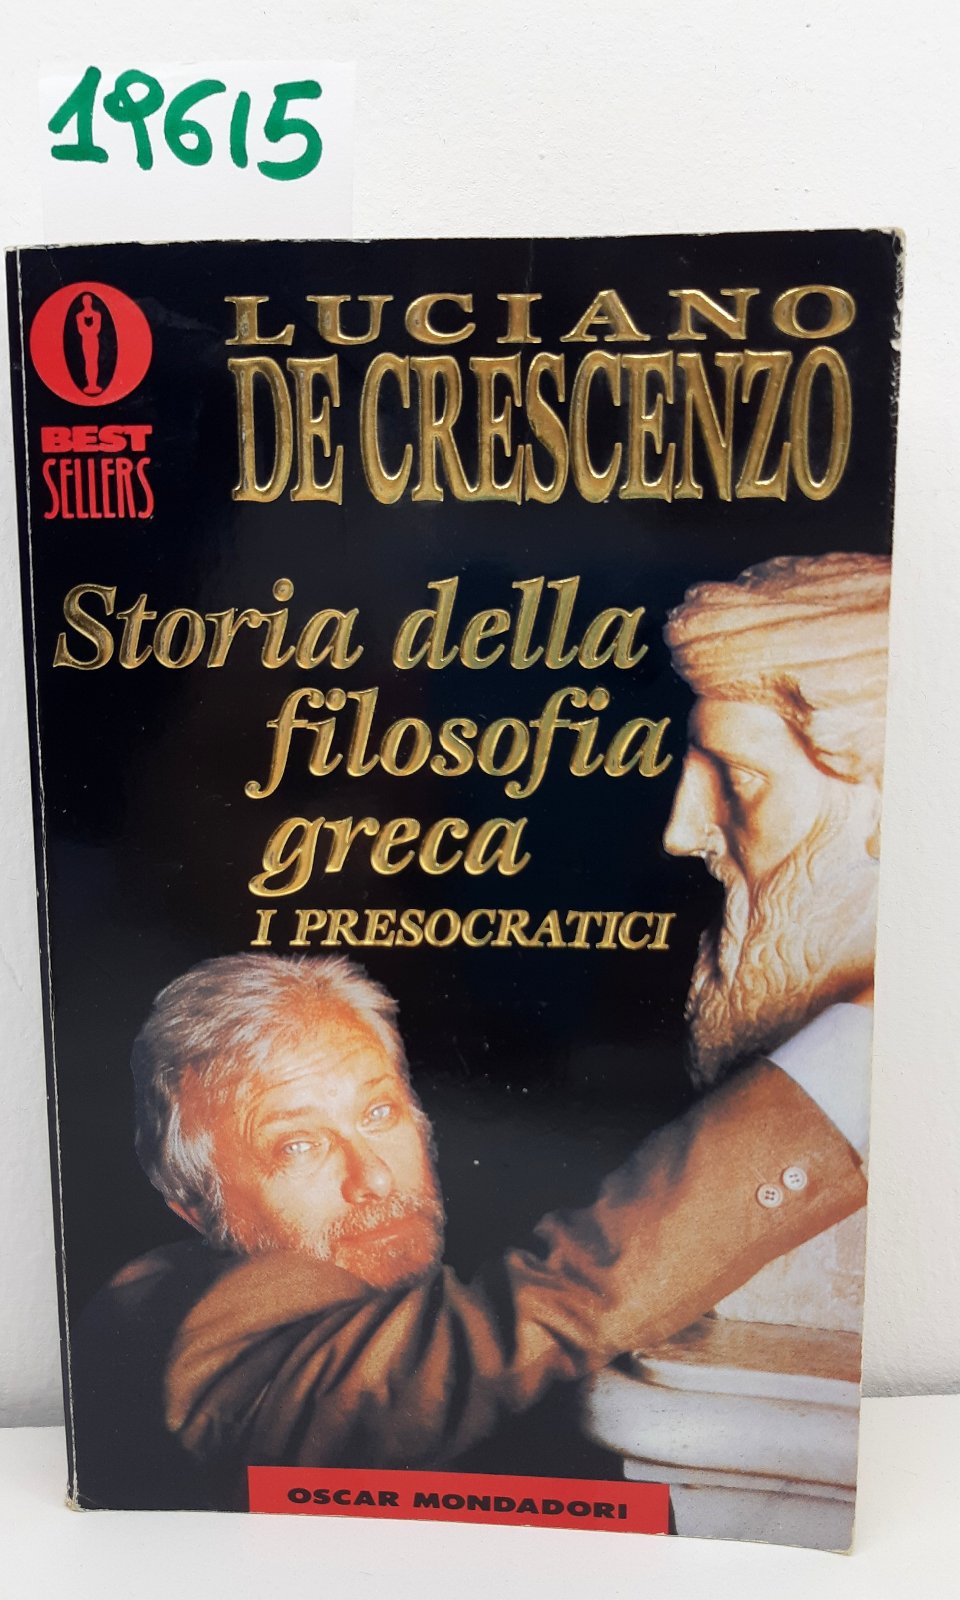 19615
BEST
SELLERS
LUCIANO
DE CRESCENZO
Storia della
filosofia
greca
I PRESOCRATICI
OSCAR MONDADORI